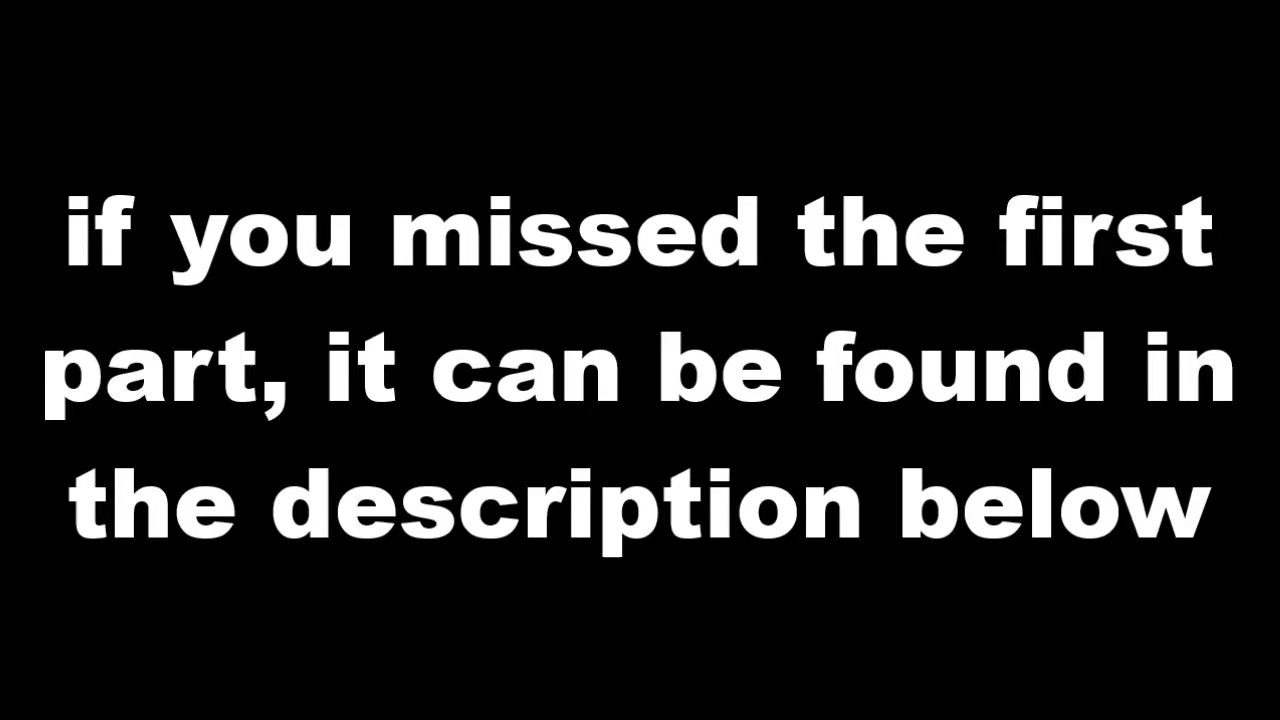 if you missed the first
part, it can be found in
the description below